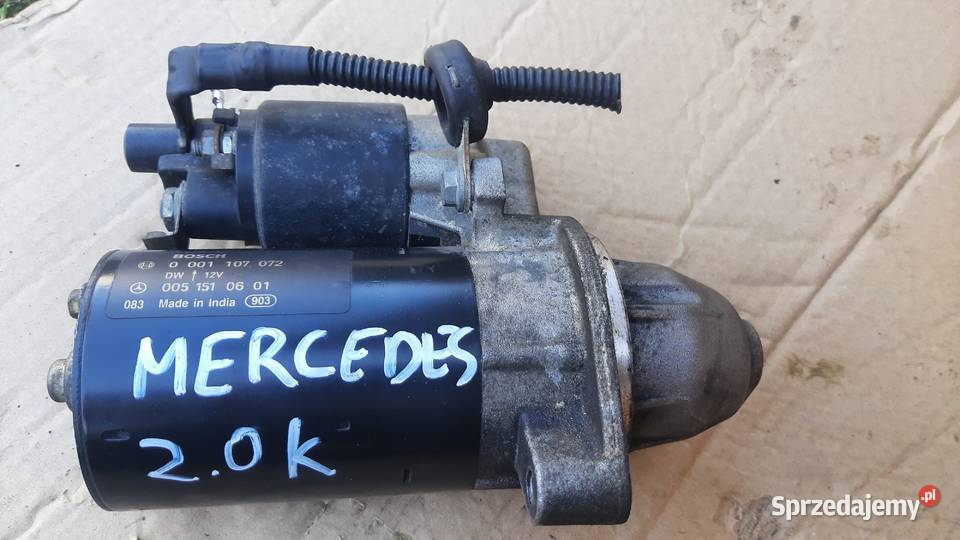 BOSCH
0 001 107 072
DW ↑ 12V
005 151 06 01
083 Made in India 903
MERCEDES
2.0K
Sprzedajemy.pl